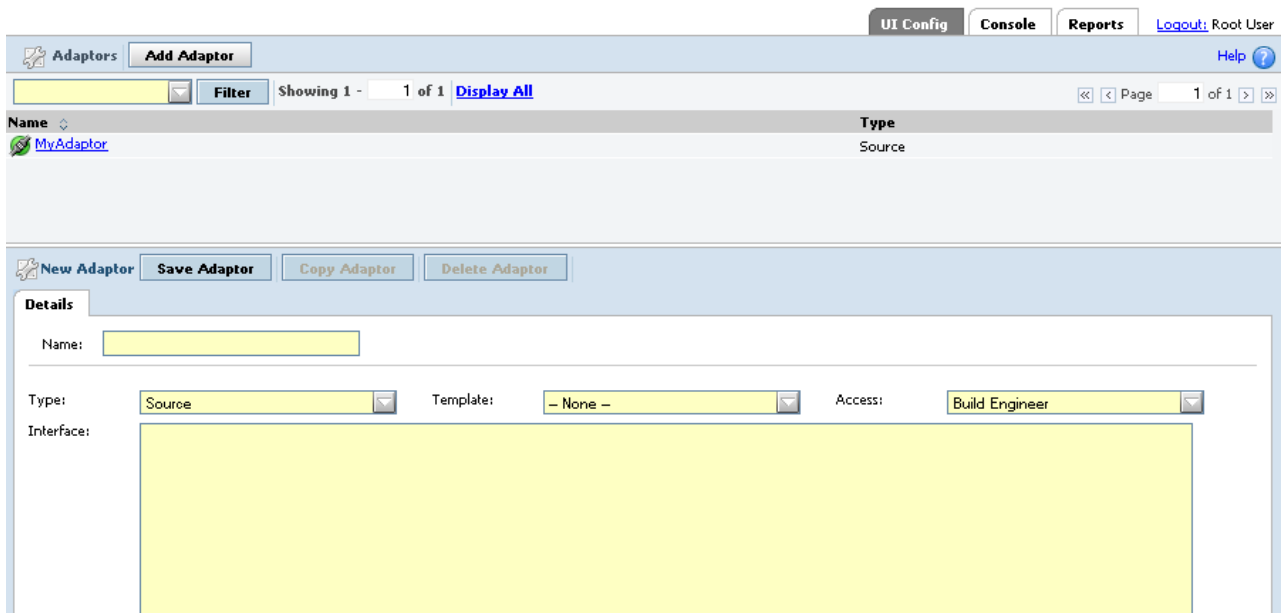 UI Config Console Reports Logout: Root User
Adaptors Add Adaptor Help ?
Filter Showing 1 - 1 of 1 Display All « < Page 1 of 1 > »
Name Type
MyAdaptor Source
New Adaptor Save Adaptor Copy Adaptor Delete Adaptor
Details
Name:
Type: Source Template: – None – Access: Build Engineer
Interface: